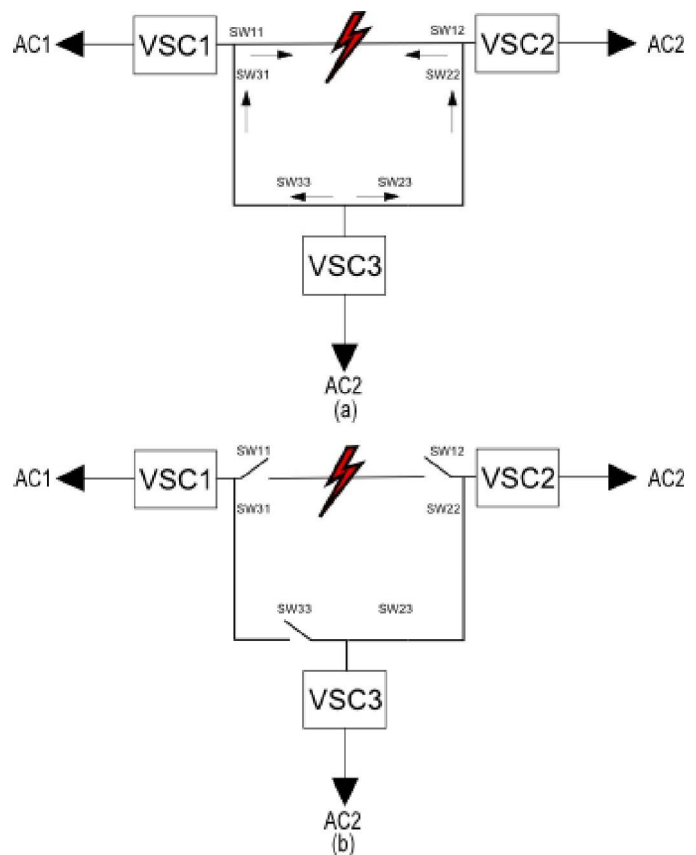 SW11 SW12
AC1 VSC1 VSC2 AC2
SW31 SW22
SW33 SW23
VSC3
AC2
(a)
SW11 SW12
AC1 VSC1 VSC2 AC2
SW31 SW22
SW33 SW23
VSC3
AC2
(b)